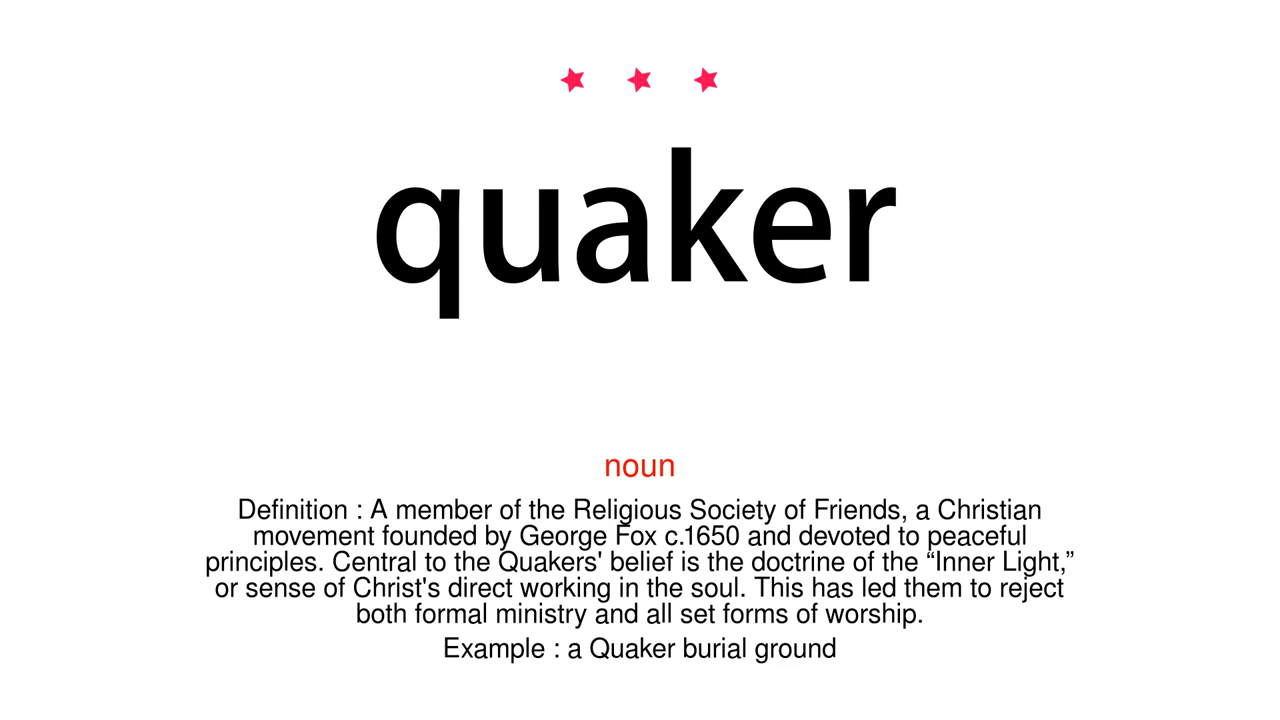 quaker
noun
Definition : A member of the Religious Society of Friends, a Christian
movement founded by George Fox c.1650 and devoted to peaceful
principles. Central to the Quakers' belief is the doctrine of the “Inner Light,”
or sense of Christ's direct working in the soul. This has led them to reject
both formal ministry and all set forms of worship.
Example : a Quaker burial ground